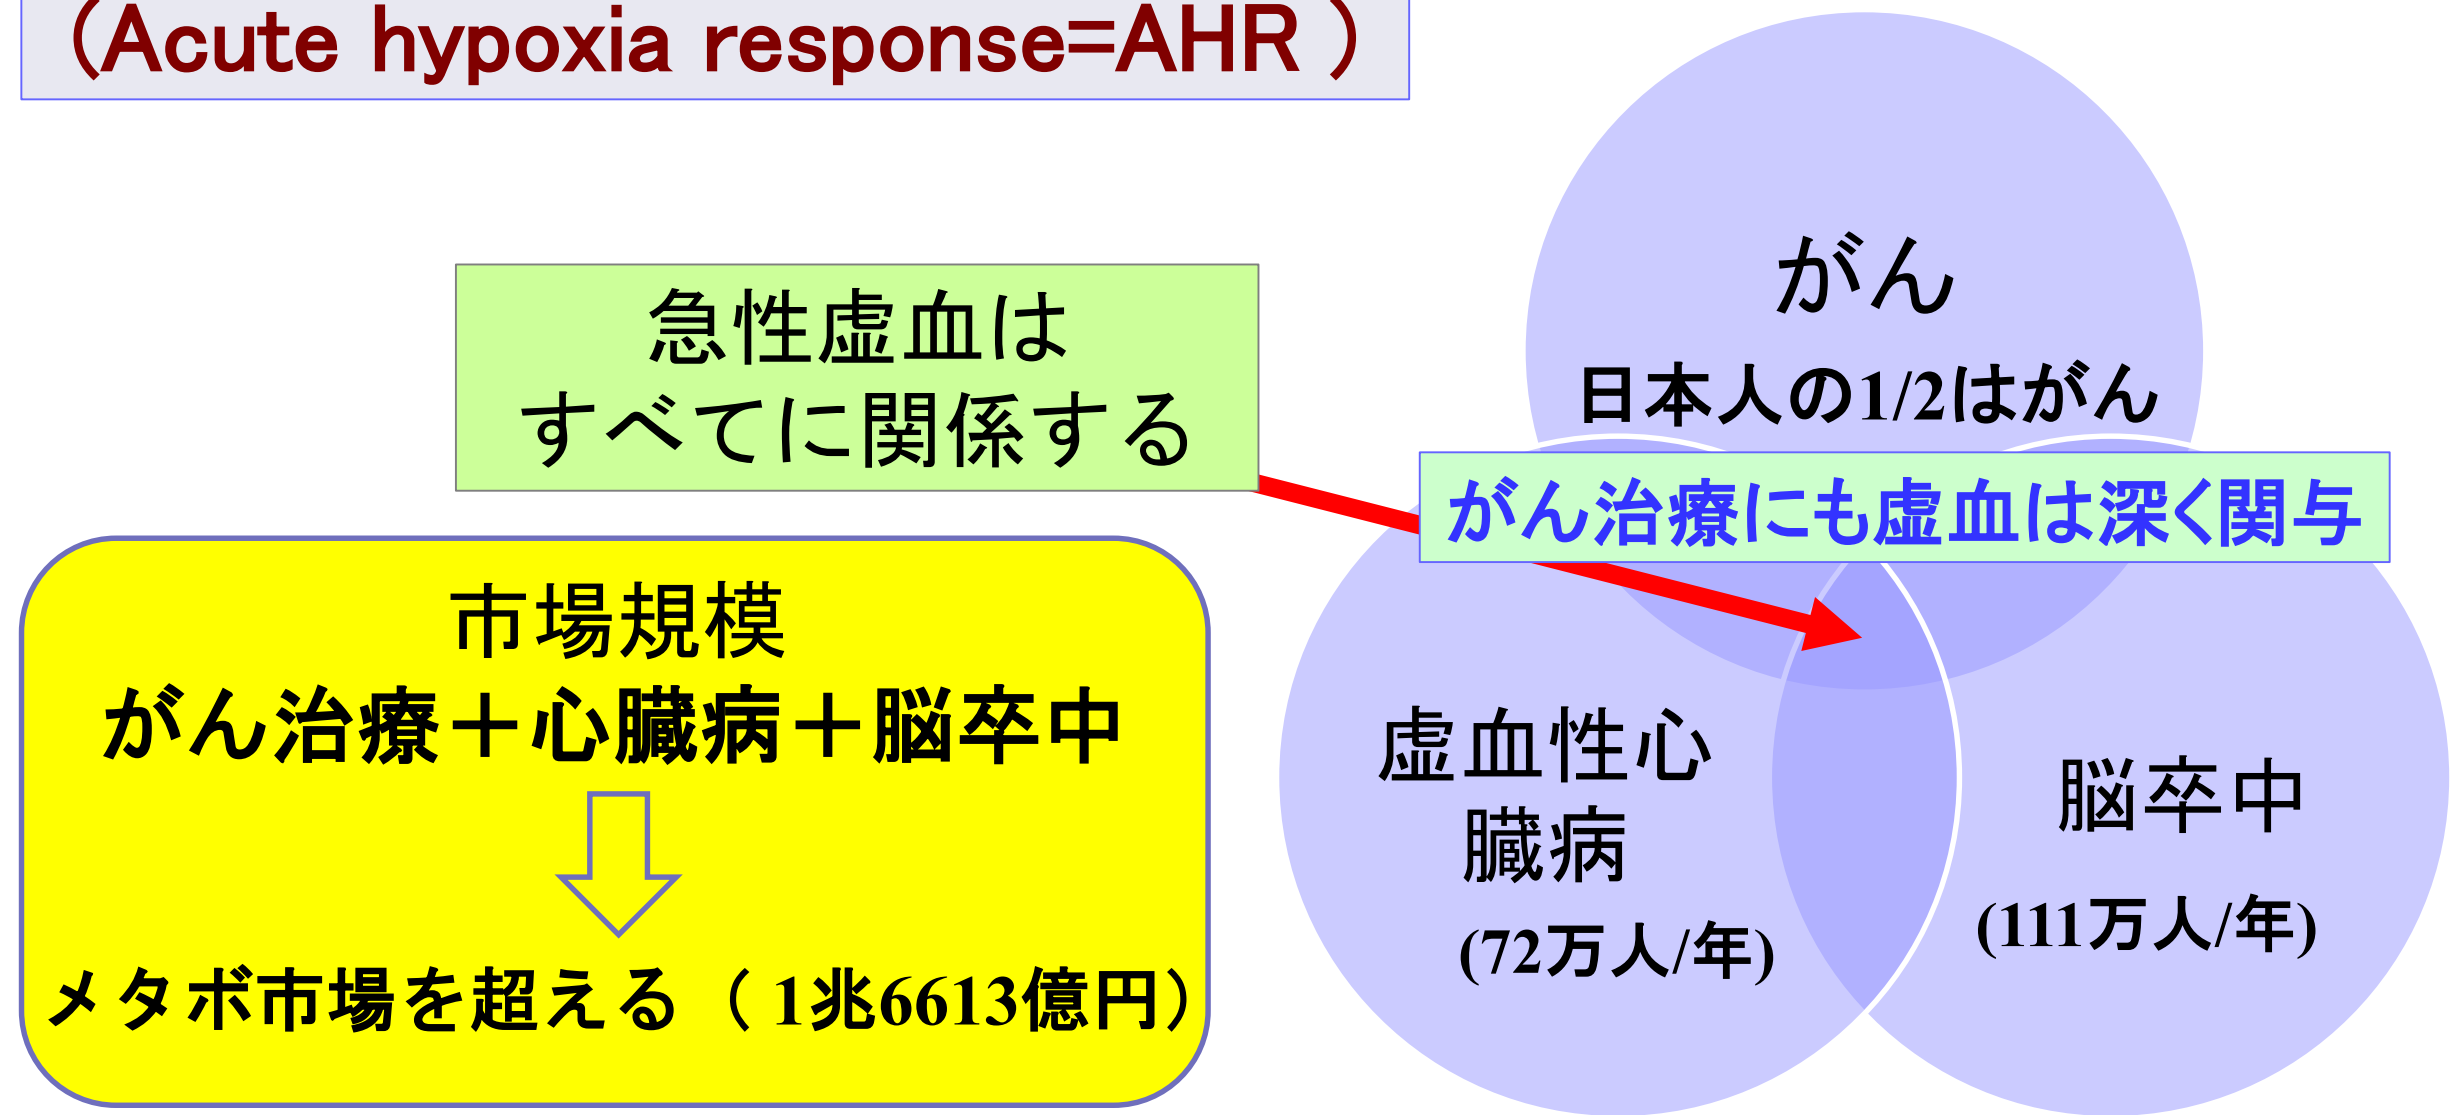 （Acute hypoxia response=AHR ）
急性虚血は
すべてに関係する
市場規模
がん治療＋心臓病＋脳卒中
メタボ市場を超える （ 1兆6613億円）
がん
日本人の1/2はがん
がん治療にも虚血は深く関与
虚血性心
臓病
(72万人/年)
脳卒中
(111万人/年)